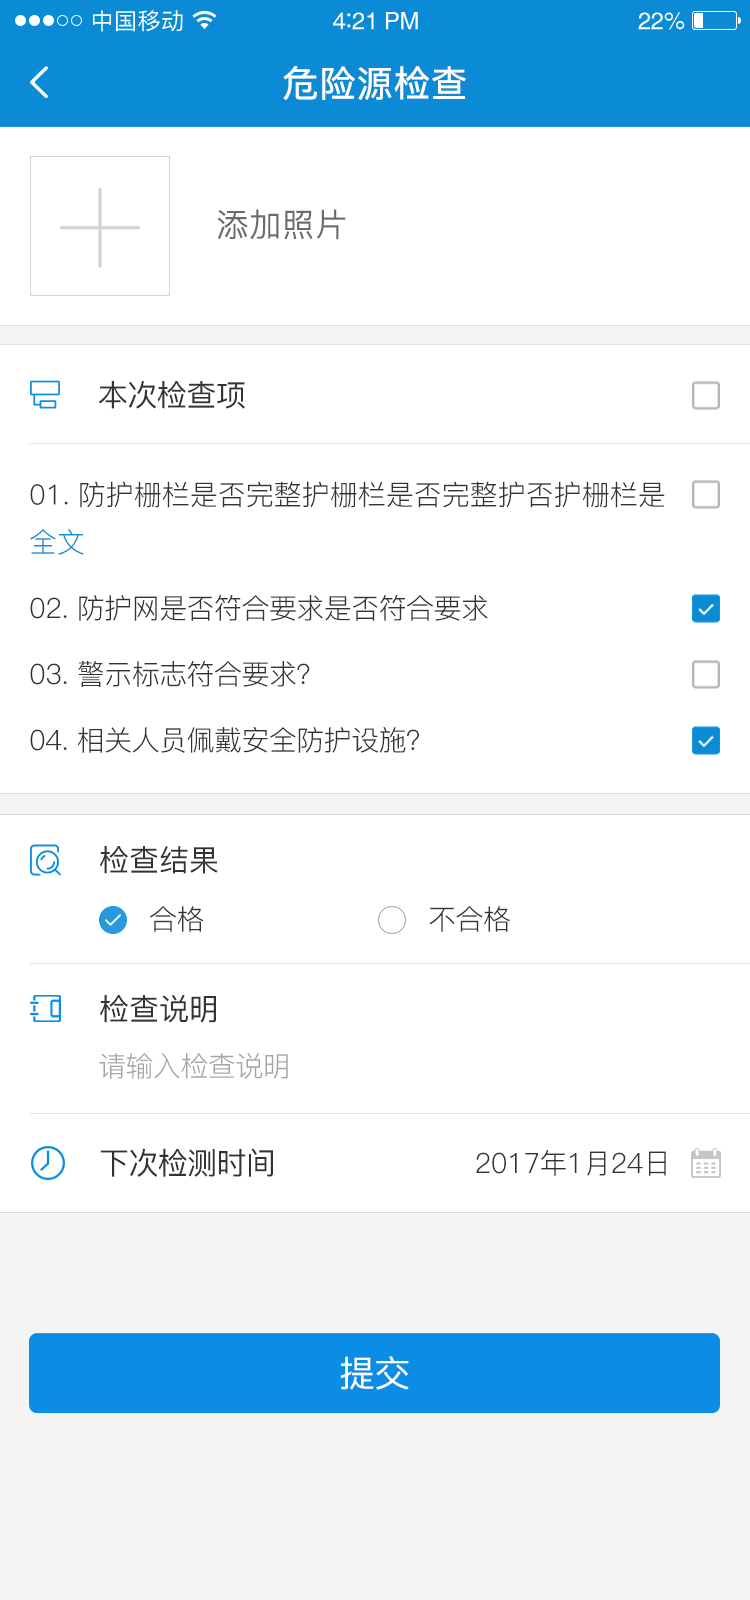 中国移动 4:21 PM 22%
危险源检查
添加照片
本次检查项
01. 防护栅栏是否完整护栅栏是否完整护否护栅栏是
全文
02. 防护网是否符合要求是否符合要求
03. 警示标志符合要求?
04. 相关人员佩戴安全防护设施?
检查结果
合格 不合格
检查说明
请输入检查说明
下次检测时间 2017年1月24日
提交